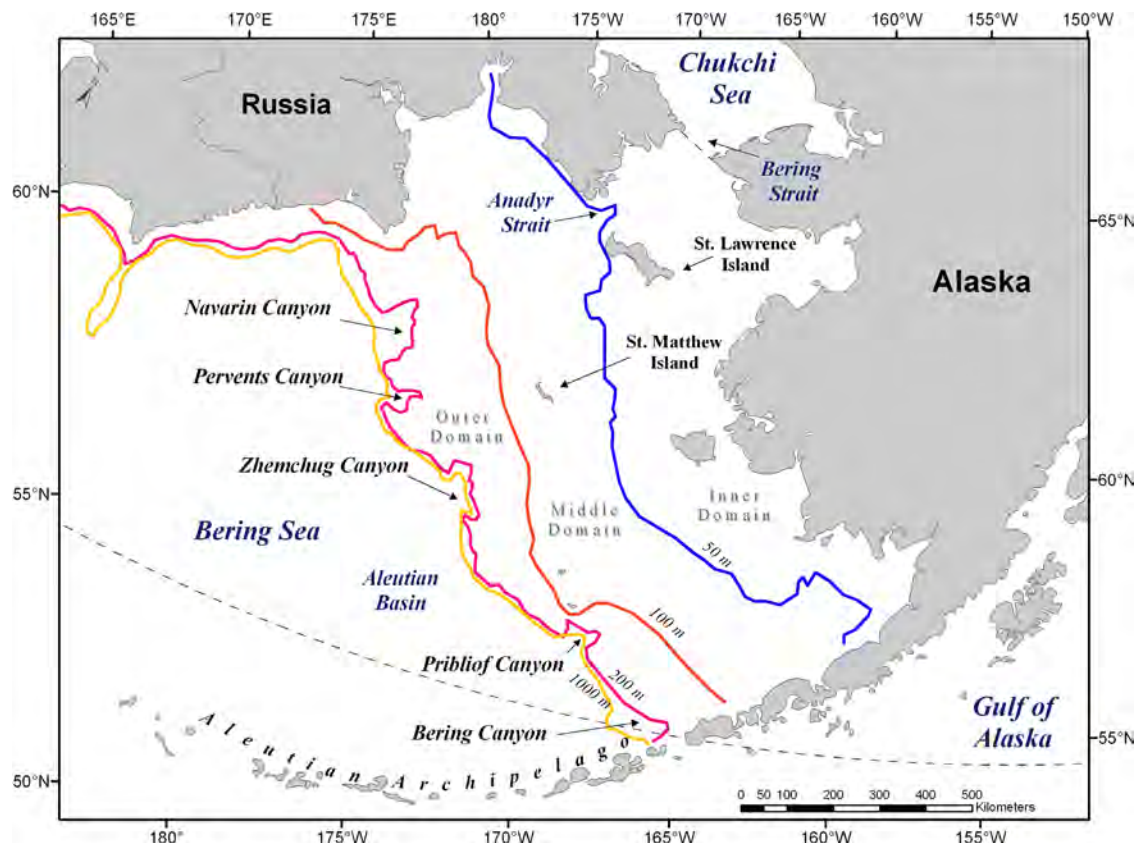 165°E 170°E 175°E 180° 175°W 170°W 165°W 160°W 150°W
Chukchi
Sea
Russia
Bering
Strait
60°N
Anadyr
Strait
65°N
St. Lawrence
Island
Alaska
Navarin Canyon
St. Matthew
Island
Pervents Canyon
Outer
Domain
Zhemchug Canyon
60°N
55°N
Inner
Domain
Middle
Domain
Bering Sea
50 m
Aleutian
Basin
100 m
Pribliof Canyon
200 m
1000 m
Gulf of
Alaska
Bering Canyon
Aleutian Archipelago
55°N
50°N
0 50 100 200 300 400 500
Kilometers
180° 175°W 170°W 165°W 160°W 155°W